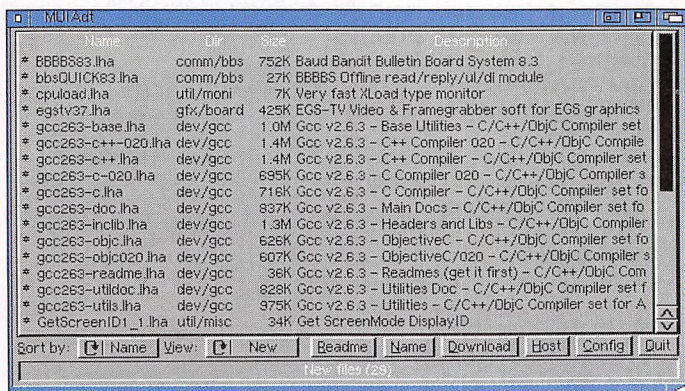 MUIAdt
Name Dir Size Description
* BBBBS83.lha comm/bbs 752K Baud Bandit Bulletin Board System 8.3
* bbsQUICK83.lha comm/bbs 27K BBBBS Offline read/reply/ul/dl module
* cpuload.lha util/moni 7K Very fast XLoad type monitor
* egstv37.lha gfx/board 425K EGS-TV Video & Framegrabber soft for EGS graphics
* gcc263-base.lha dev/gcc 1.0M Gcc v2.6.3 - Base Utilities - C/C++/ObjC Compiler set
* gcc263-c++-020.lha dev/gcc 1.4M Gcc v2.6.3 - C++ Compiler 020 - C/C++/ObjC Compile
* gcc263-c++.lha dev/gcc 1.4M Gcc v2.6.3 - C++ Compiler - C/C++/ObjC Compiler set
* gcc263-c-020.lha dev/gcc 695K Gcc v2.6.3 - C Compiler 020 - C/C++/ObjC Compiler s
* gcc263-c.lha dev/gcc 716K Gcc v2.6.3 - C Compiler - C/C++/ObjC Compiler set fo
* gcc263-doc.lha dev/gcc 837K Gcc v2.6.3 - Main Docs - C/C++/ObjC Compiler set fo
* gcc263-inclib.lha dev/gcc 1.3M Gcc v2.6.3 - Headers and Libs - C/C++/ObjC Compiler
* gcc263-objc.lha dev/gcc 626K Gcc v2.6.3 - ObjectiveC - C/C++/ObjC Compiler set fo
* gcc263-objc020.lha dev/gcc 607K Gcc v2.6.3 - ObjectiveC/020 - C/C++/ObjC Compiler s
* gcc263-readme.lha dev/gcc 36K Gcc v2.6.3 - Readmes (get it first) - C/C++/ObjC Com
* gcc263-utildoc.lha dev/gcc 828K Gcc v2.6.3 - Utilities Doc - C/C++/ObjC Compiler set f
* gcc263-utils.lha dev/gcc 975K Gcc v2.6.3 - Utilities - C/C++/ObjC Compiler set for A
* GetScreenID1_1.lha util/misc 34K Get ScreenMode DisplayID
Sort by: Name View: New Readme Name Download Host Config Quit
New files (29)